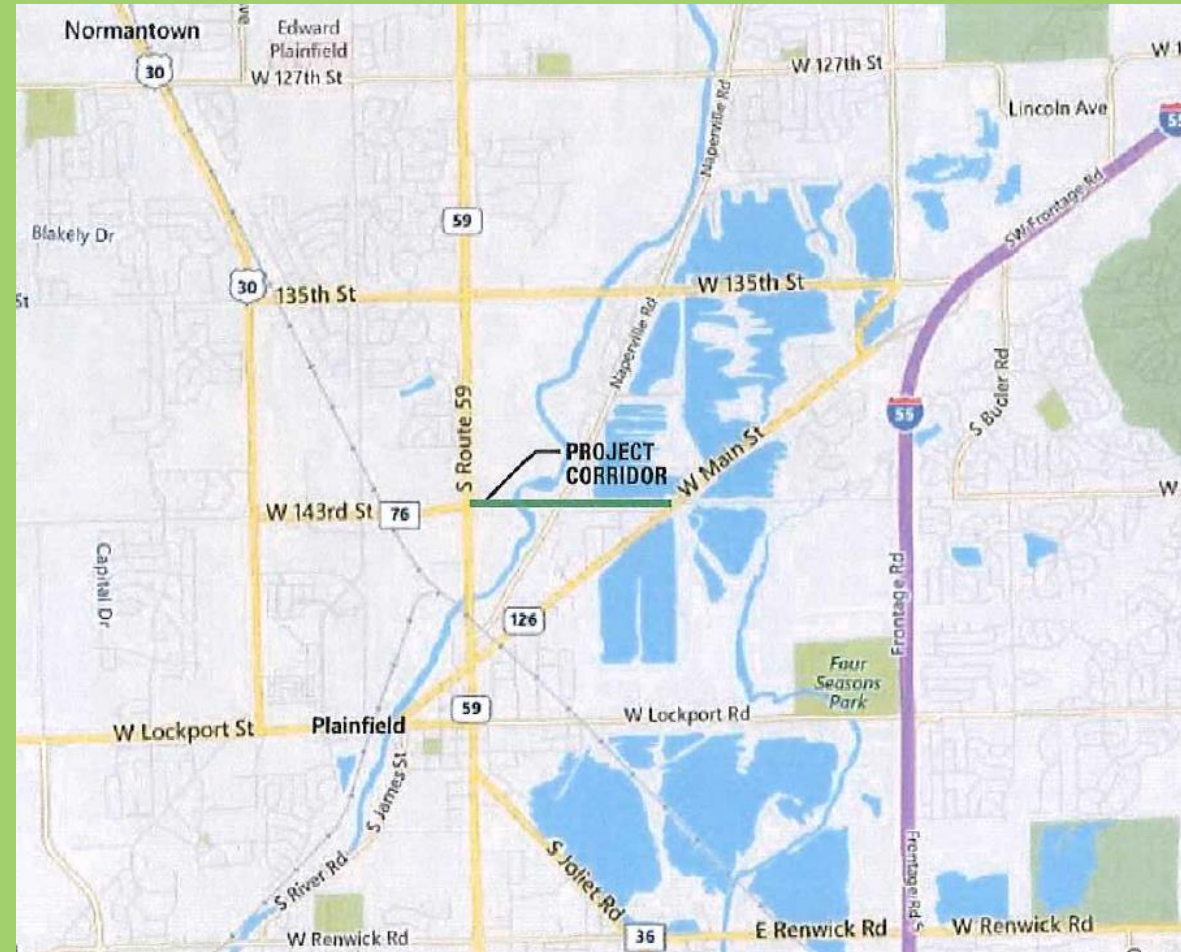 Normantown
Edward
Plainfield
30
W 127th St
W 127th St
W 1
Lincoln Ave
55
Naperville Rd
SW Frontage Rd
59
Blakely Dr
30
135th St
St
W 135th St
Naperville Rd
S Route 59
S Budler Rd
55
PROJECT
CORRIDOR
W Main St
W 143rd St
76
W
Capital Dr
Frontage Rd
126
Four
Seasons
Park
59
W Lockport St
Plainfield
W Lockport Rd
S James St
S River Rd
S Joliet Rd
Frontage Rd S
W Renwick Rd
36
E Renwick Rd
W Renwick Rd